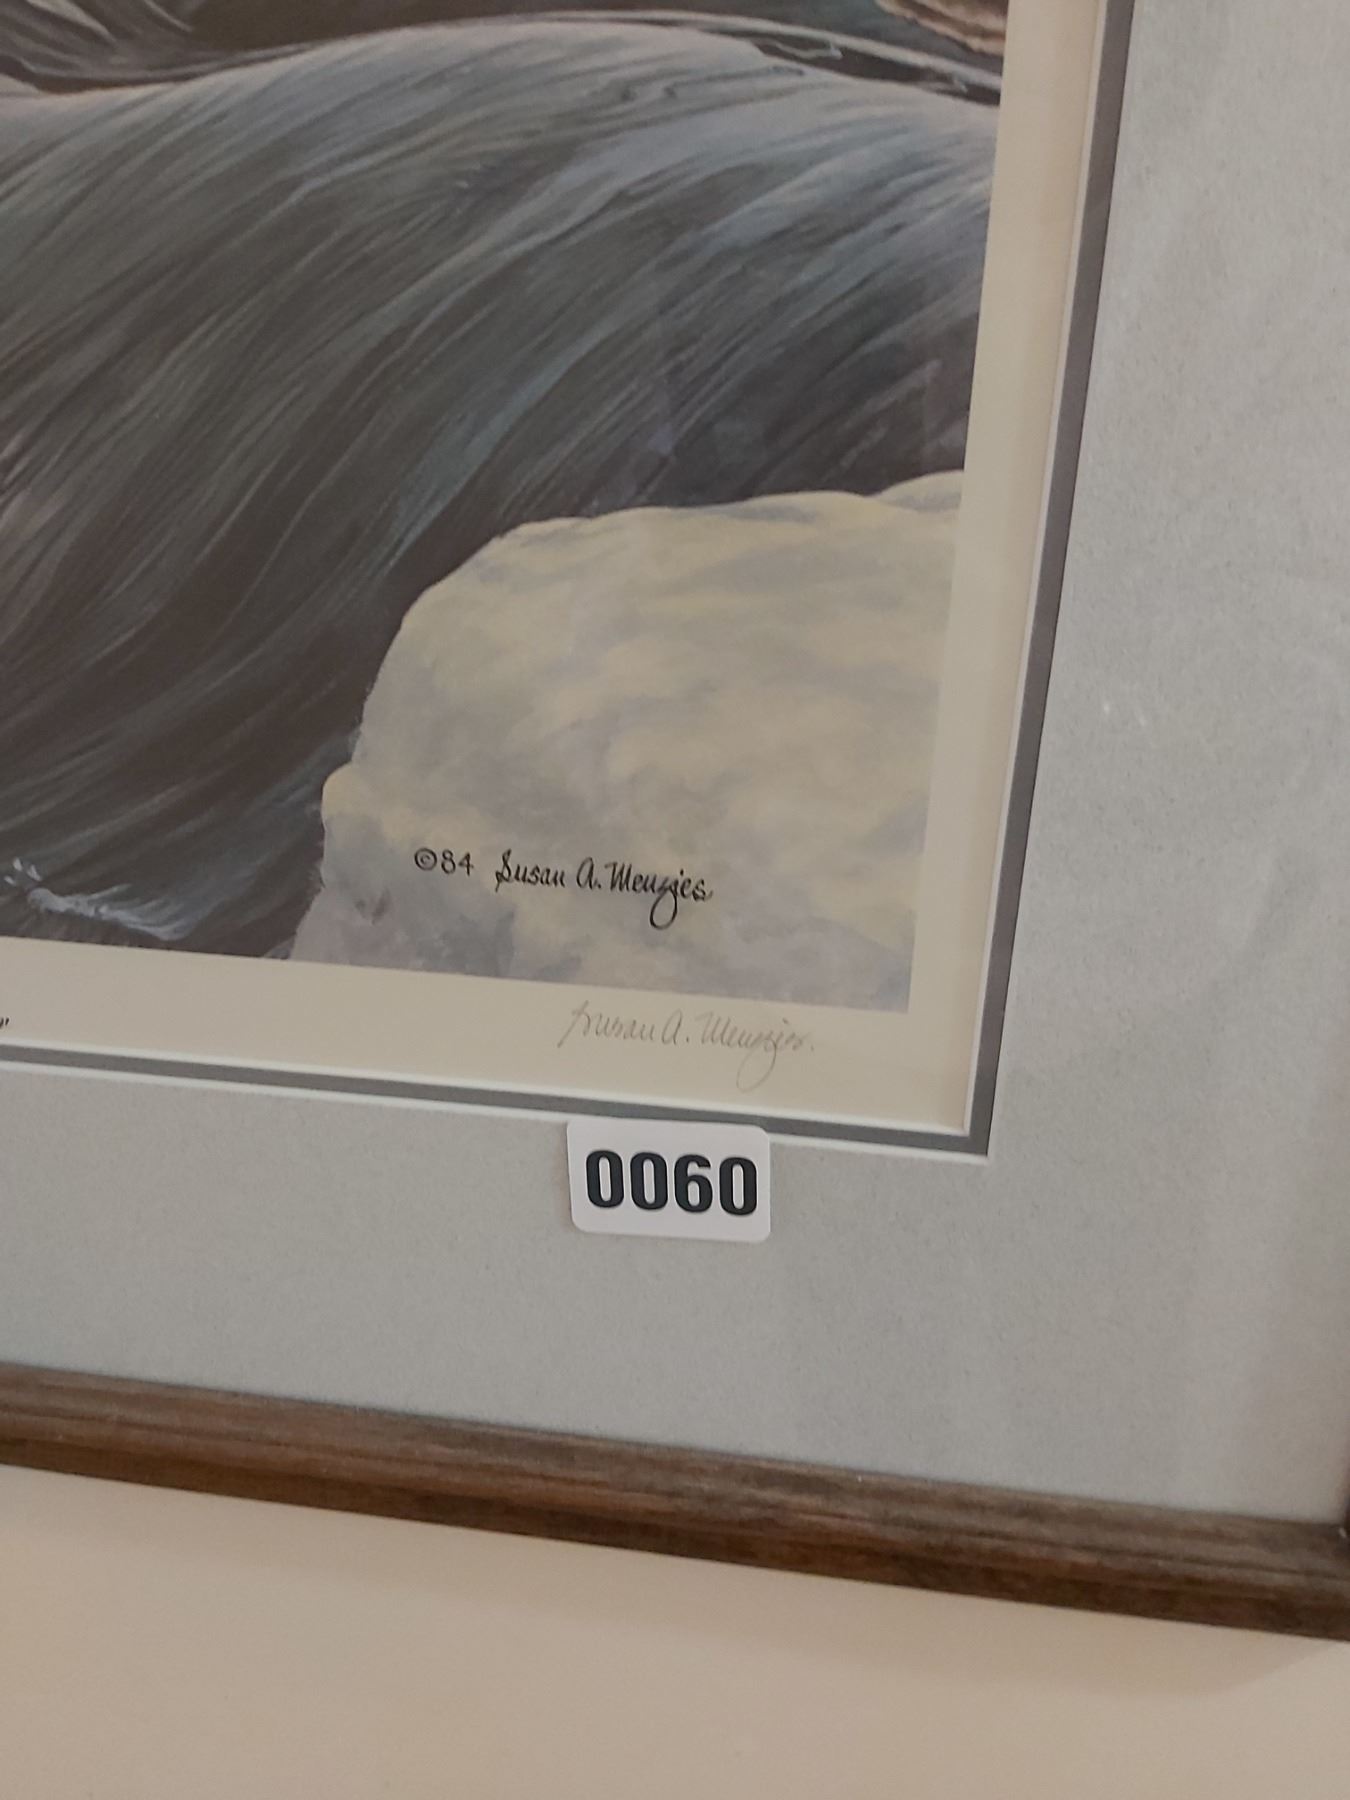 ©84 Susan A. Menzies
Susan A. Menzies.
0060